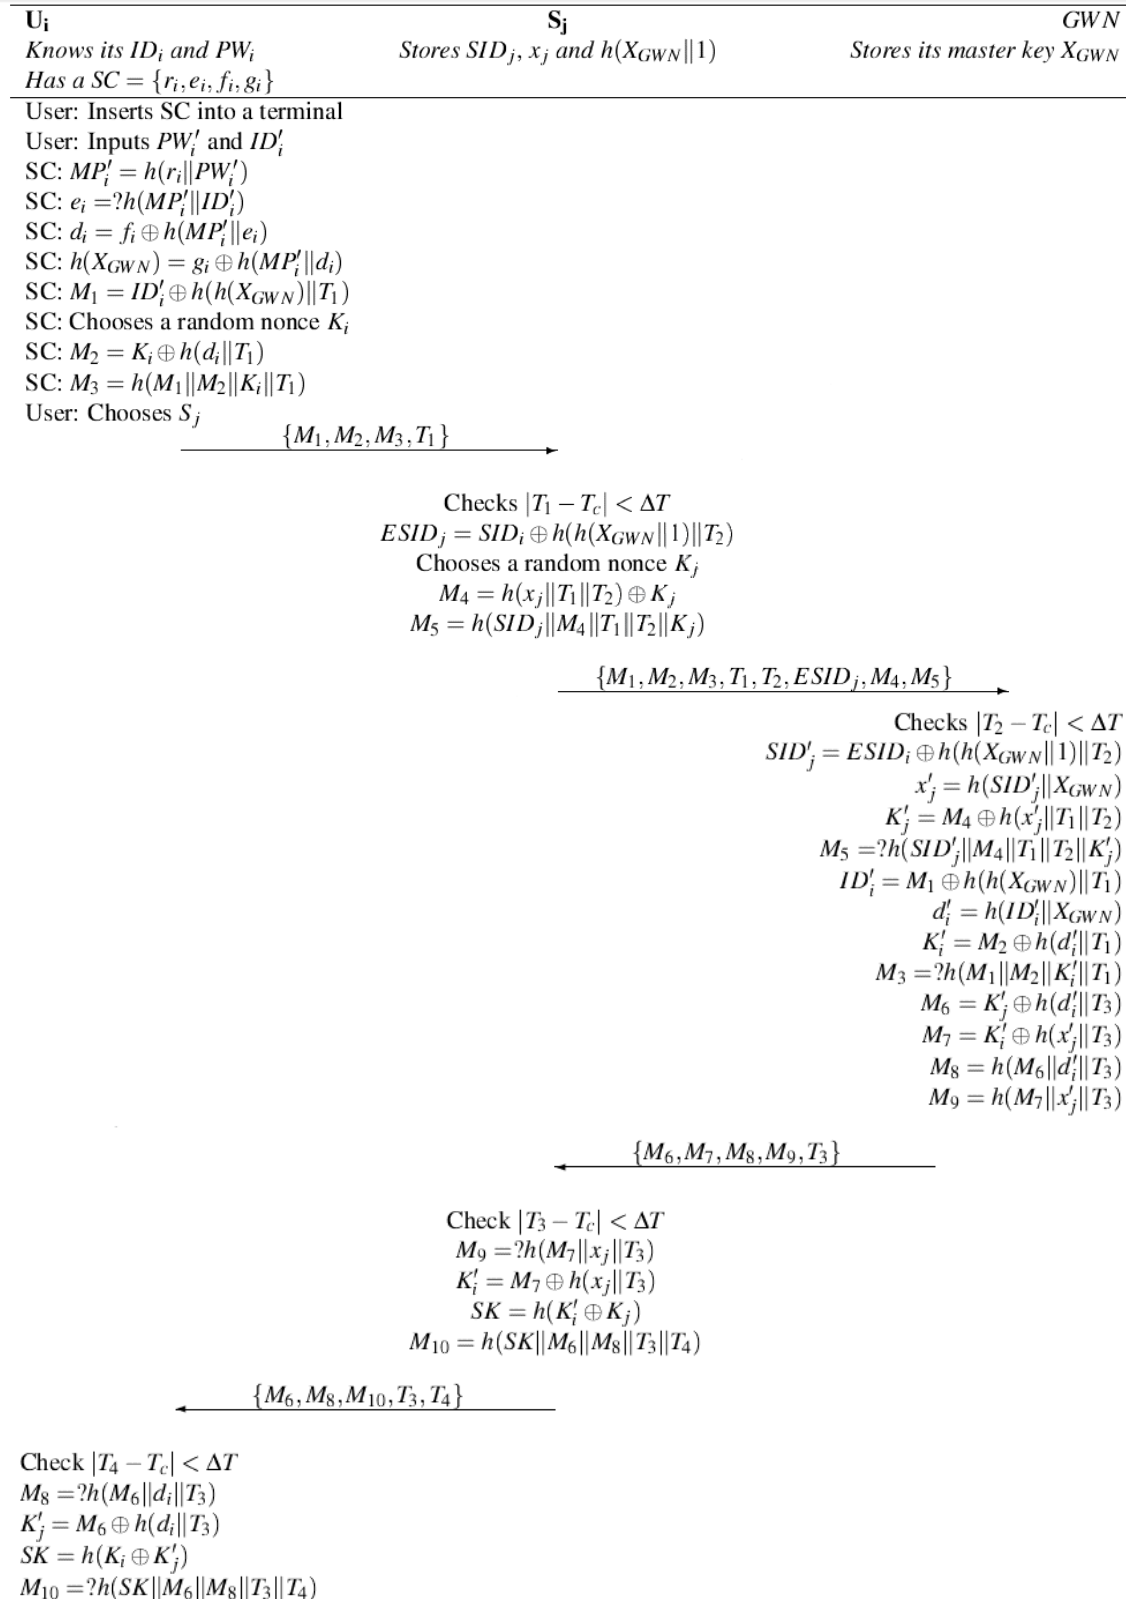 U_i S_j GWN
Knows its ID_i and PW_i Stores SID_j, x_j and h(X_GWN||1) Stores its master key X_GWN
Has a SC = {r_i, e_i, f_i, g_i}
User: Inserts SC into a terminal
User: Inputs PW′_i and ID′_i
SC: MP′_i = h(r_i||PW′_i)
SC: e_i =?h(MP′_i||ID′_i)
SC: d_i = f_i ⊕ h(MP′_i||e_i)
SC: h(X_GWN) = g_i ⊕ h(MP′_i||d_i)
SC: M_1 = ID′_i ⊕ h(h(X_GWN)||T_1)
SC: Chooses a random nonce K_i
SC: M_2 = K_i ⊕ h(d_i||T_1)
SC: M_3 = h(M_1||M_2||K_i||T_1)
User: Chooses S_j
{M_1, M_2, M_3, T_1}
Checks |T_1 − T_c| < ΔT
ESID_j = SID_i ⊕ h(h(X_GWN||1)||T_2)
Chooses a random nonce K_j
M_4 = h(x_j||T_1||T_2) ⊕ K_j
M_5 = h(SID_j||M_4||T_1||T_2||K_j)
{M_1, M_2, M_3, T_1, T_2, ESID_j, M_4, M_5}
Checks |T_2 − T_c| < ΔT
SID′_j = ESID_i ⊕ h(h(X_GWN||1)||T_2)
x′_j = h(SID′_j||X_GWN)
K′_j = M_4 ⊕ h(x′_j||T_1||T_2)
M_5 =?h(SID′_j||M_4||T_1||T_2||K′_j)
ID′_i = M_1 ⊕ h(h(X_GWN)||T_1)
d′_i = h(ID′_i||X_GWN)
K′_i = M_2 ⊕ h(d′_i||T_1)
M_3 =?h(M_1||M_2||K′_i||T_1)
M_6 = K′_j ⊕ h(d′_i||T_3)
M_7 = K′_i ⊕ h(x′_j||T_3)
M_8 = h(M_6||d′_i||T_3)
M_9 = h(M_7||x′_j||T_3)
{M_6, M_7, M_8, M_9, T_3}
Check |T_3 − T_c| < ΔT
M_9 =?h(M_7||x_j||T_3)
K′_i = M_7 ⊕ h(x_j||T_3)
SK = h(K′_i ⊕ K_j)
M_10 = h(SK||M_6||M_8||T_3||T_4)
{M_6, M_8, M_10, T_3, T_4}
Check |T_4 − T_c| < ΔT
M_8 =?h(M_6||d_i||T_3)
K′_j = M_6 ⊕ h(d_i||T_3)
SK = h(K_i ⊕ K′_j)
M_10 =?h(SK||M_6||M_8||T_3||T_4)